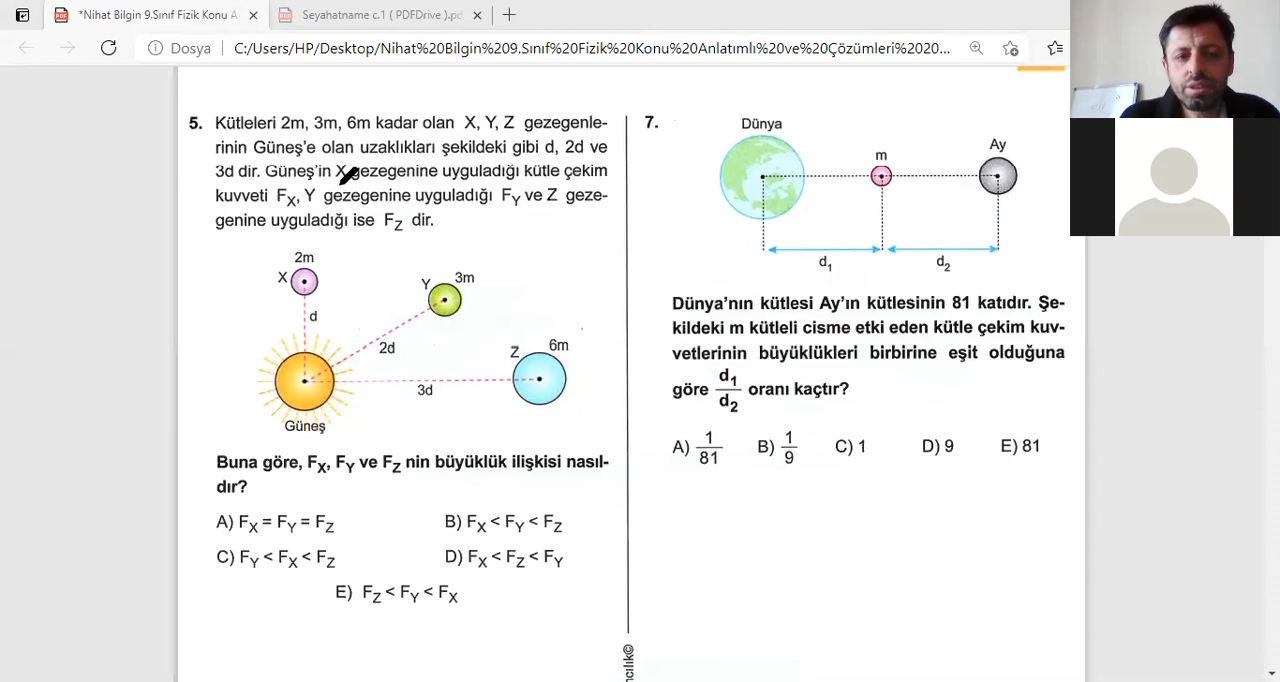 *Nihat Bilgin 9.Sınıf Fizik Konu A
Seyahatname c.1 ( PDFDrive ).pd
Dosya
C:/Users/HP/Desktop/Nihat%20Bilgin%209.Sınıf%20Fizik%20Konu%20Anlatımlı%20ve%20Çözümleri%2020...
5. Kütleleri 2m, 3m, 6m kadar olan X, Y, Z gezegenle-
rinin Güneş'e olan uzaklıkları şekildeki gibi d, 2d ve
3d dir. Güneş'in X gezegenine uyguladığı kütle çekim
kuvveti FX, Y gezegenine uyguladığı FY ve Z geze-
genine uyguladığı ise FZ dir.
2m
X
Y
3m
d
2d
Z
6m
3d
Güneş
Buna göre, FX, FY ve FZ nin büyüklük ilişkisi nasıl-
dır?
A) FX = FY = FZ
B) FX < FY < FZ
C) FY < FX < FZ
D) FX < FZ < FY
E) FZ < FY < FX
7.
Dünya
m
Ay
d1
d2
Dünya'nın kütlesi Ay'ın kütlesinin 81 katıdır. Şe-
kildeki m kütleli cisme etki eden kütle çekim kuv-
vetlerinin büyüklükleri birbirine eşit olduğuna
göre d1/d2 oranı kaçtır?
A) 1/81
B) 1/9
C) 1
D) 9
E) 81
ncılık©